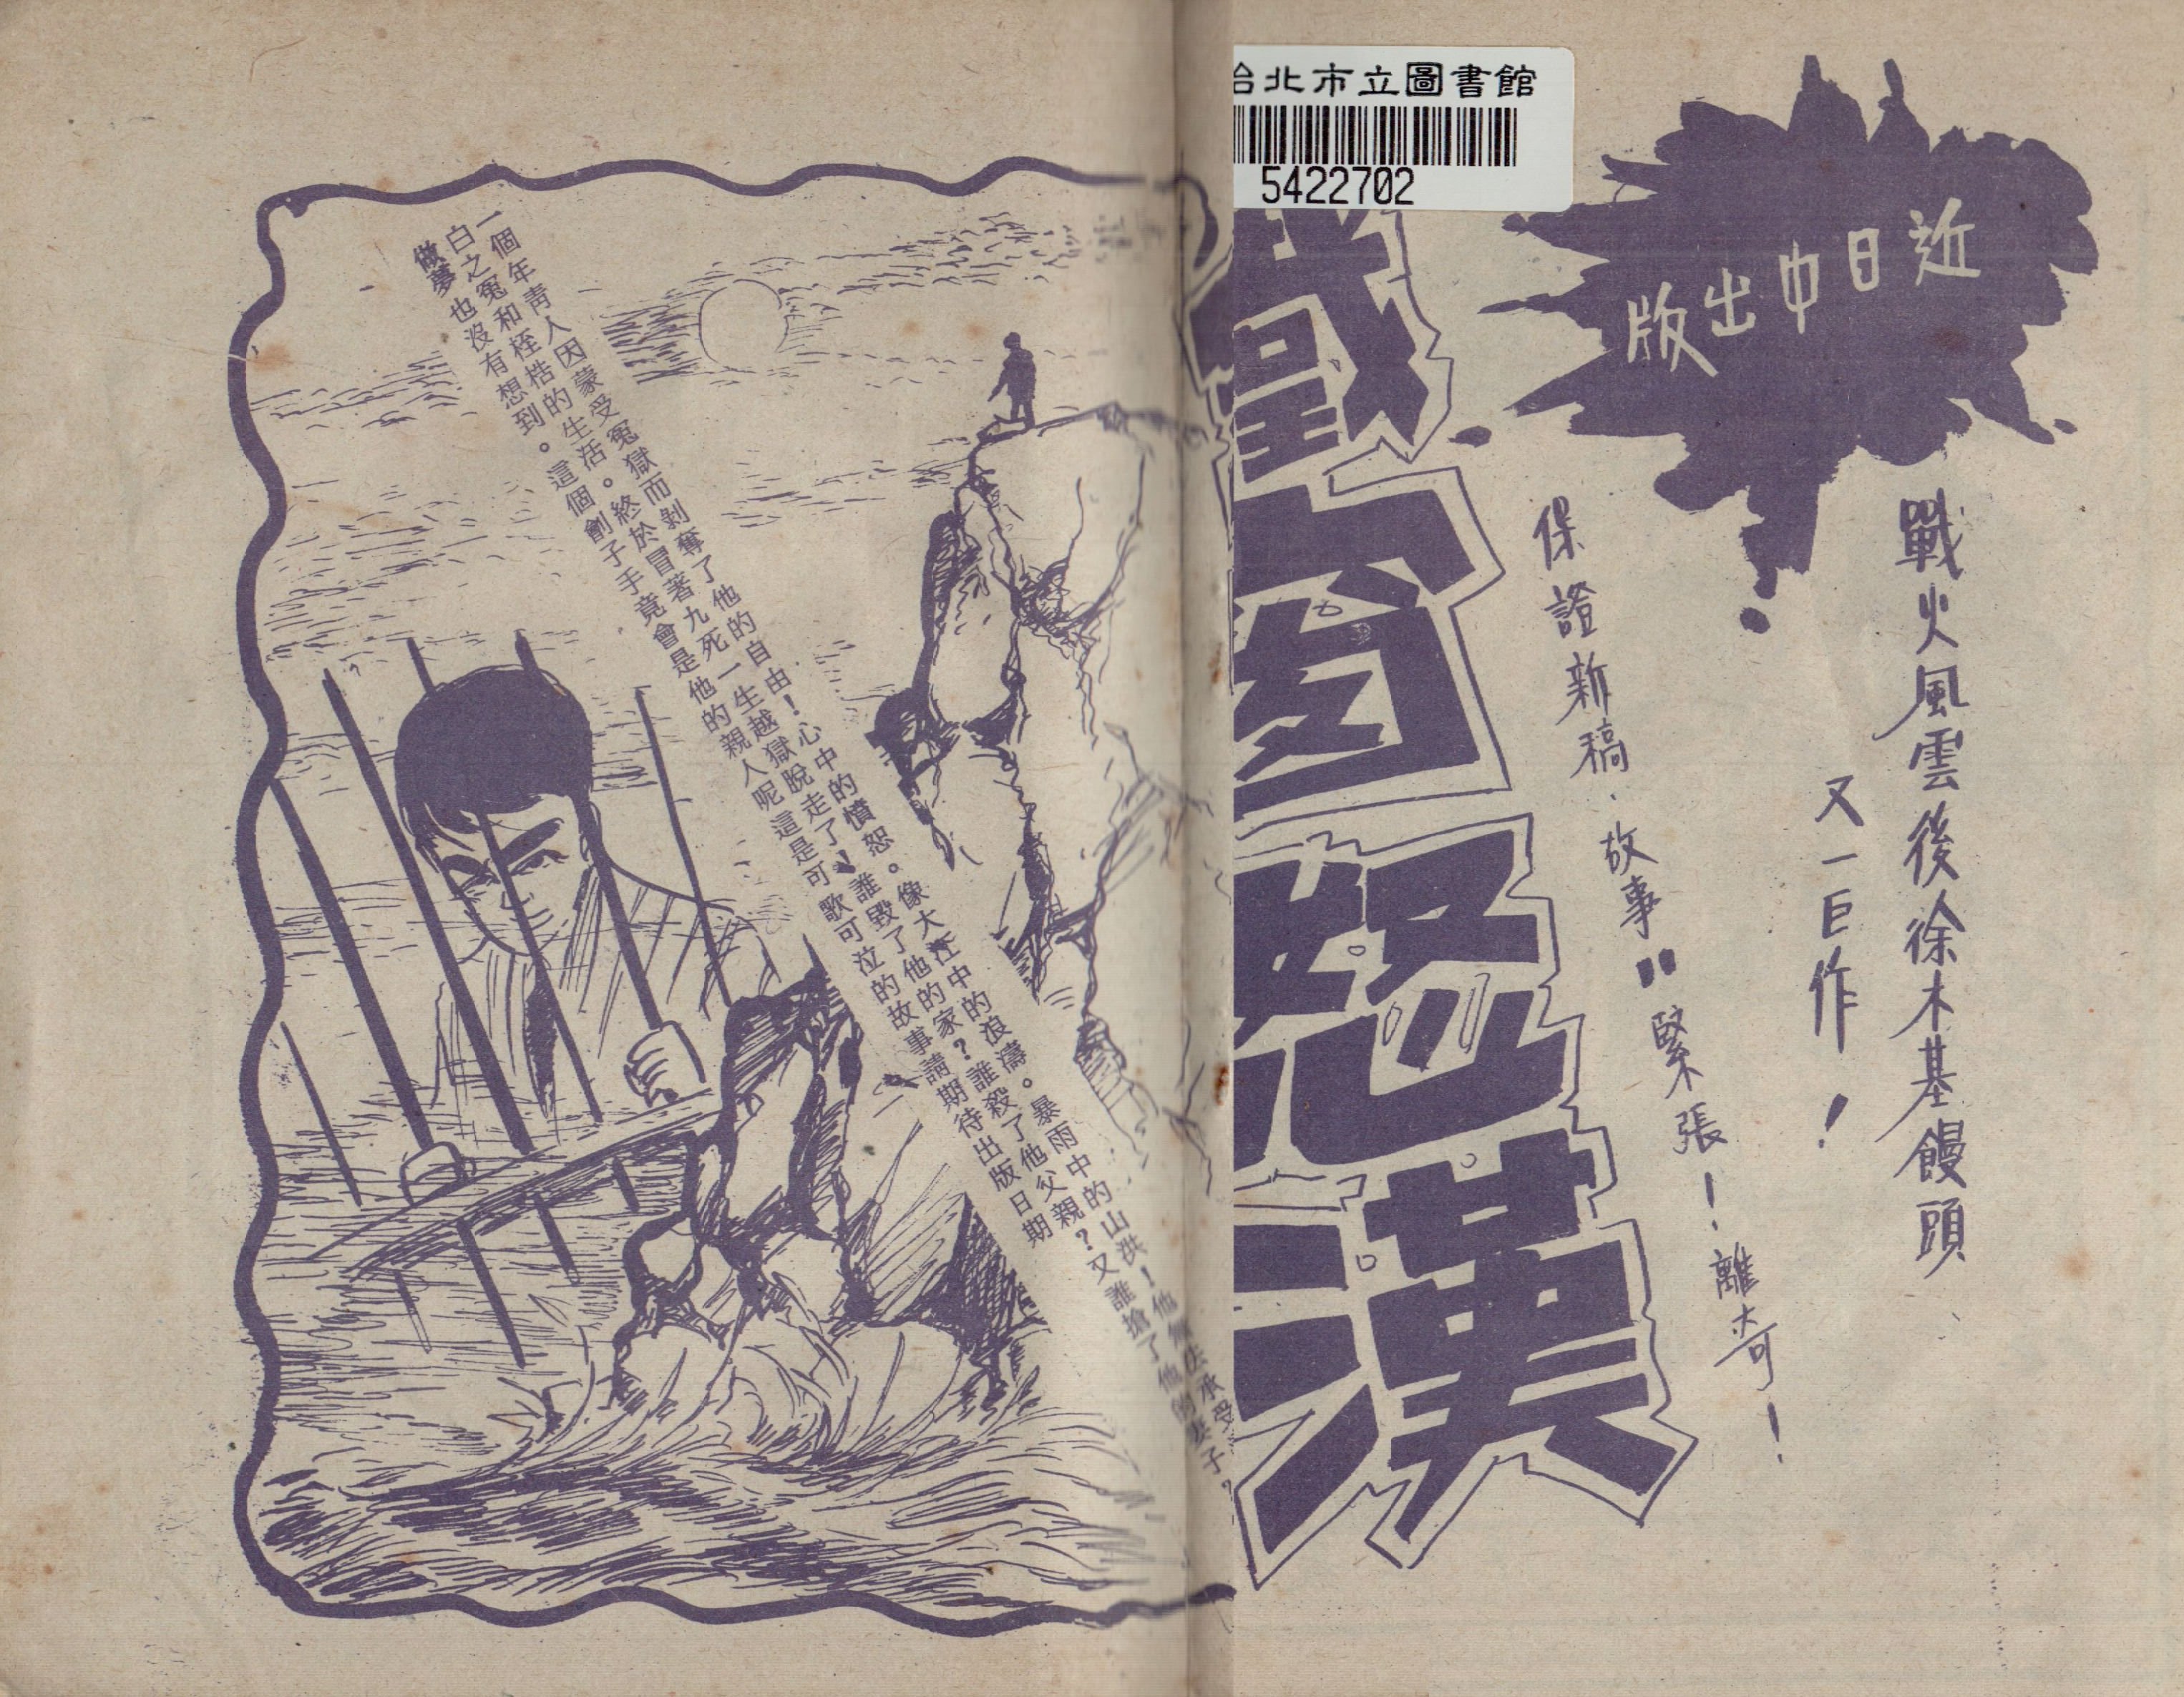 台北市立圖書館
5422702
近日中出版
戰火風雲後徐木基饅頭
又一巨作！
保證新稿．故事"緊張！離奇！
鐵窗怒漢
一個年青人因蒙受冤獄而剝奪了他的自由！心中的憤怒。像大江中的浪濤。暴雨中的山洪！他無法承受
白之冤和桎梏的生活。終於冒著九死一生越獄脫走了！誰毀了他的家？誰殺了他父親？又誰搶了他的妻子，
做夢也沒有想到。這個劊子手竟會是他的親人呢這是可歌可泣的故事請期待出版日期